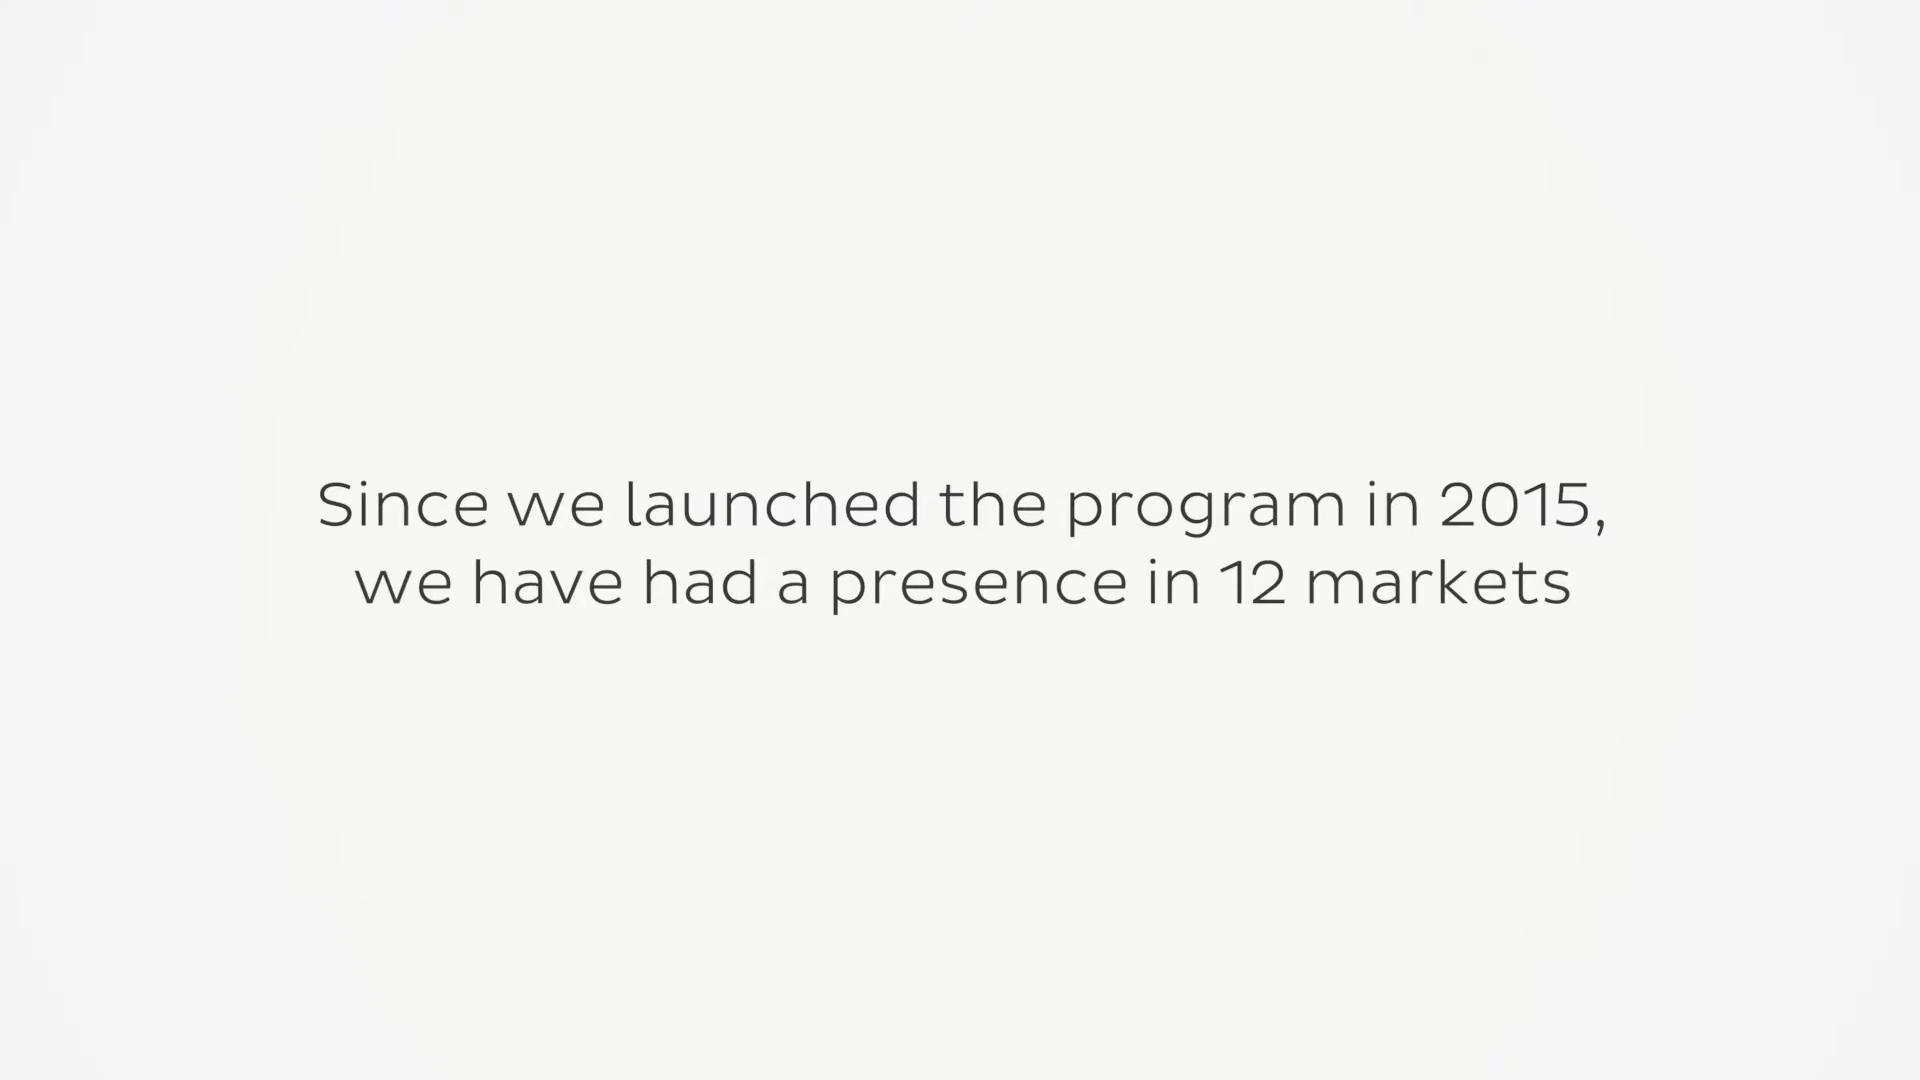 Since we launched the program in 2015,
we have had a presence in 12 markets